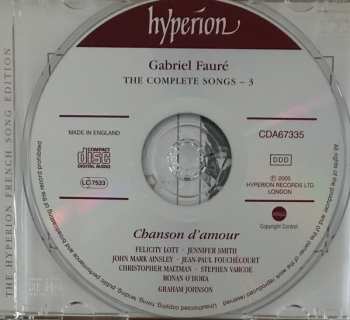 THE HYPERION FRENCH SONG EDITION
hyperion
Gabriel Fauré
THE COMPLETE SONGS – 3
MADE IN ENGLAND
CDA67335
COMPACT
disc
DIGITAL AUDIO
DDD
LC 7533
℗ 2005
HYPERION RECORDS LTD
LONDON
Copyright Control
Chanson d'amour
FELICITY LOTT · JENNIFER SMITH
JOHN MARK AINSLEY · JEAN-PAUL FOUCHÉCOURT
CHRISTOPHER MALTMAN · STEPHEN VARCOE
RONAN O'HORA
GRAHAM JOHNSON